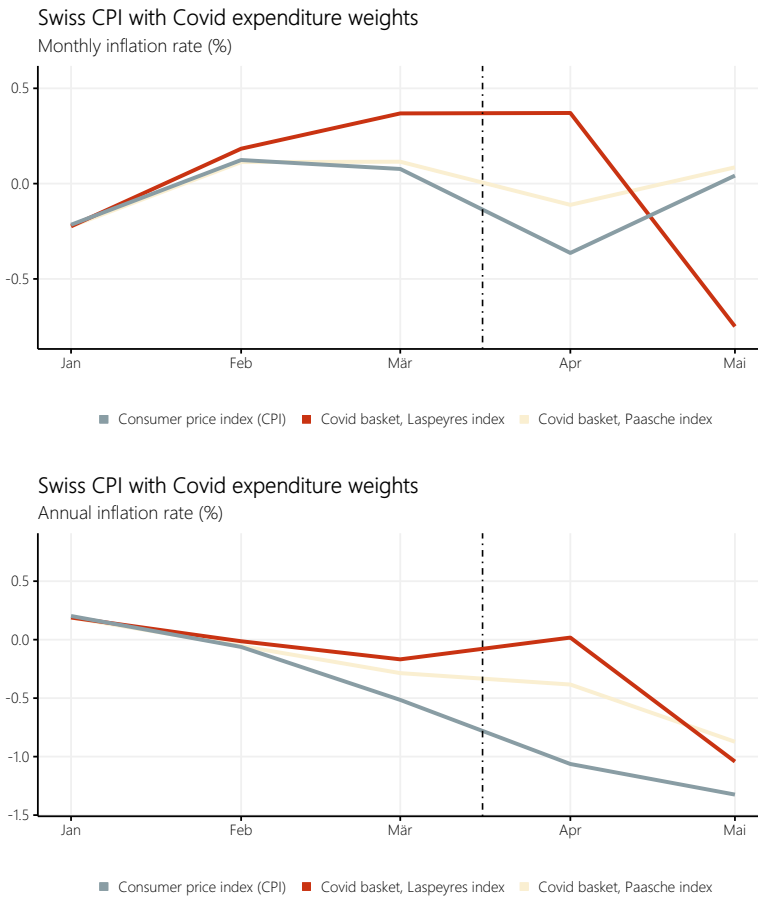 Swiss CPI with Covid expenditure weights
Monthly inflation rate (%)
0.5
0.0
-0.5
Jan Feb Mär Apr Mai
Consumer price index (CPI) Covid basket, Laspeyres index Covid basket, Paasche index
Swiss CPI with Covid expenditure weights
Annual inflation rate (%)
0.5
0.0
-0.5
-1.0
-1.5
Jan Feb Mär Apr Mai
Consumer price index (CPI) Covid basket, Laspeyres index Covid basket, Paasche index